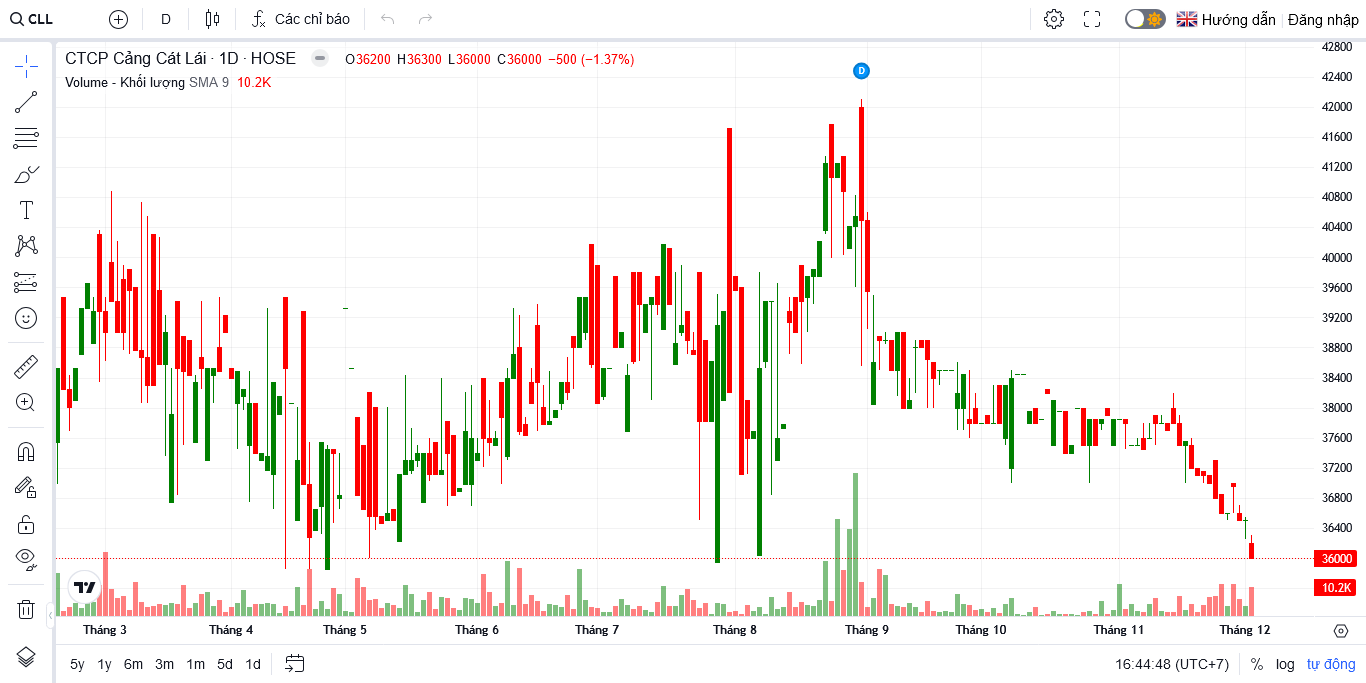 CLL D Các chỉ báo Hướng dẫn Đăng nhập
CTCP Cảng Cát Lái · 1D · HOSE O36200 H36300 L36000 C36000 −500 (−1.37%)
Volume - Khối lượng SMA 9 10.2K
D
42800
42400
42000
41600
41200
40800
40400
40000
39600
39200
38800
38400
38000
37600
37200
36800
36400
36000
10.2K
Tháng 3 Tháng 4 Tháng 5 Tháng 6 Tháng 7 Tháng 8 Tháng 9 Tháng 10 Tháng 11 Tháng 12
5y 1y 6m 3m 1m 5d 1d 16:44:48 (UTC+7) % log tự động